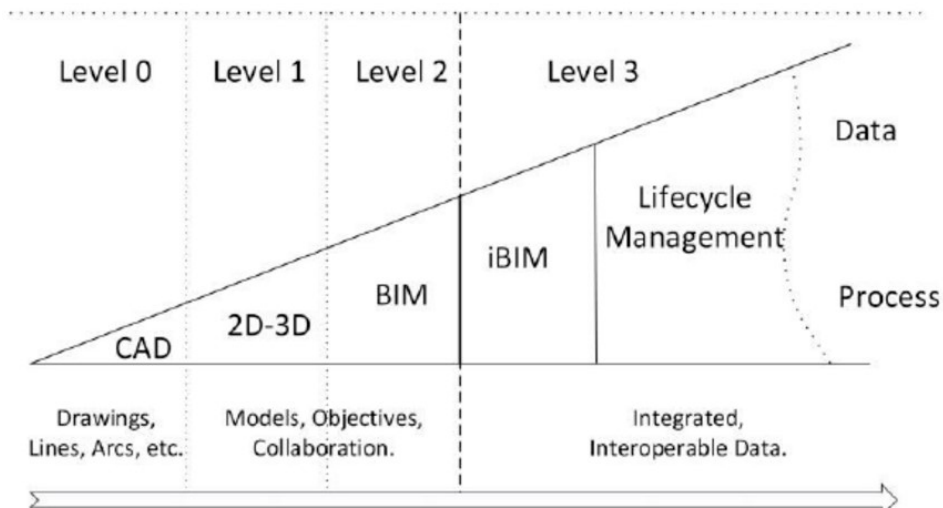 Level 0
Level 1
Level 2
Level 3
Data
Lifecycle
Management
iBIM
BIM
Process
2D-3D
CAD
Drawings,
Lines, Arcs, etc.
Models, Objectives,
Collaboration.
Integrated,
Interoperable Data.